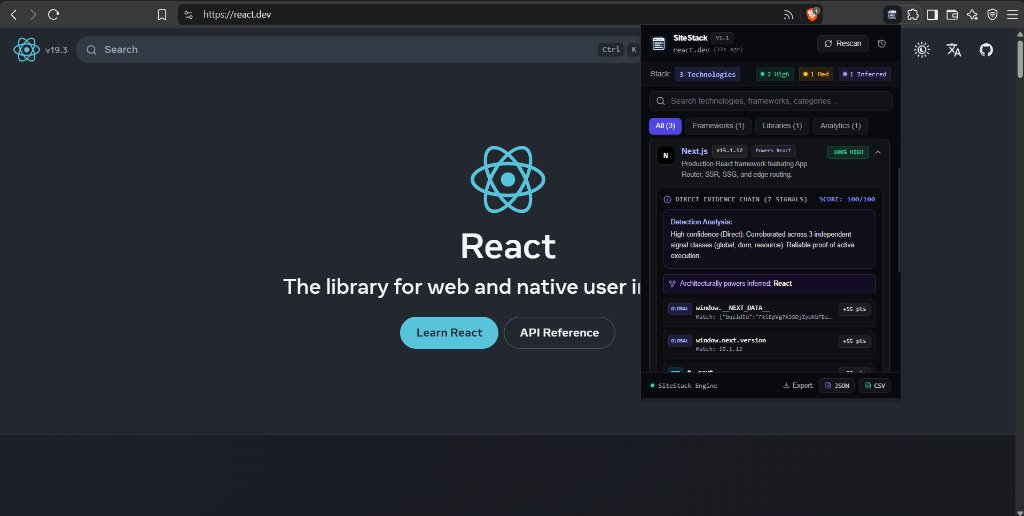 https://react.dev
1
v19.3
Search
Ctrl K
React
The library for web and native user in
Learn React
API Reference
SiteStack v1.1
react.dev (33s ago)
Rescan
Stack: 3 Technologies
2 High
1 Med
1 Inferred
Search technologies, frameworks, categories...
All (3)
Frameworks (1)
Libraries (1)
Analytics (1)
N
Next.js v15.1.12 Powers React
100% HIGH
Production React framework featuring App
Router, SSR, SSG, and edge routing.
DIRECT EVIDENCE CHAIN (7 SIGNALS) SCORE: 100/100
Detection Analysis:
High confidence (Direct): Corroborated across 3 independent
signal classes (global, dom, resource). Reliable proof of active
execution.
Architecturally powers inferred: React
GLOBAL window.__NEXT_DATA__ +55 pts
Match: {"buildId":
GLOBAL window.next.version +55 pts
Match: 15.1.12
SiteStack Engine
Export: JSON CSV